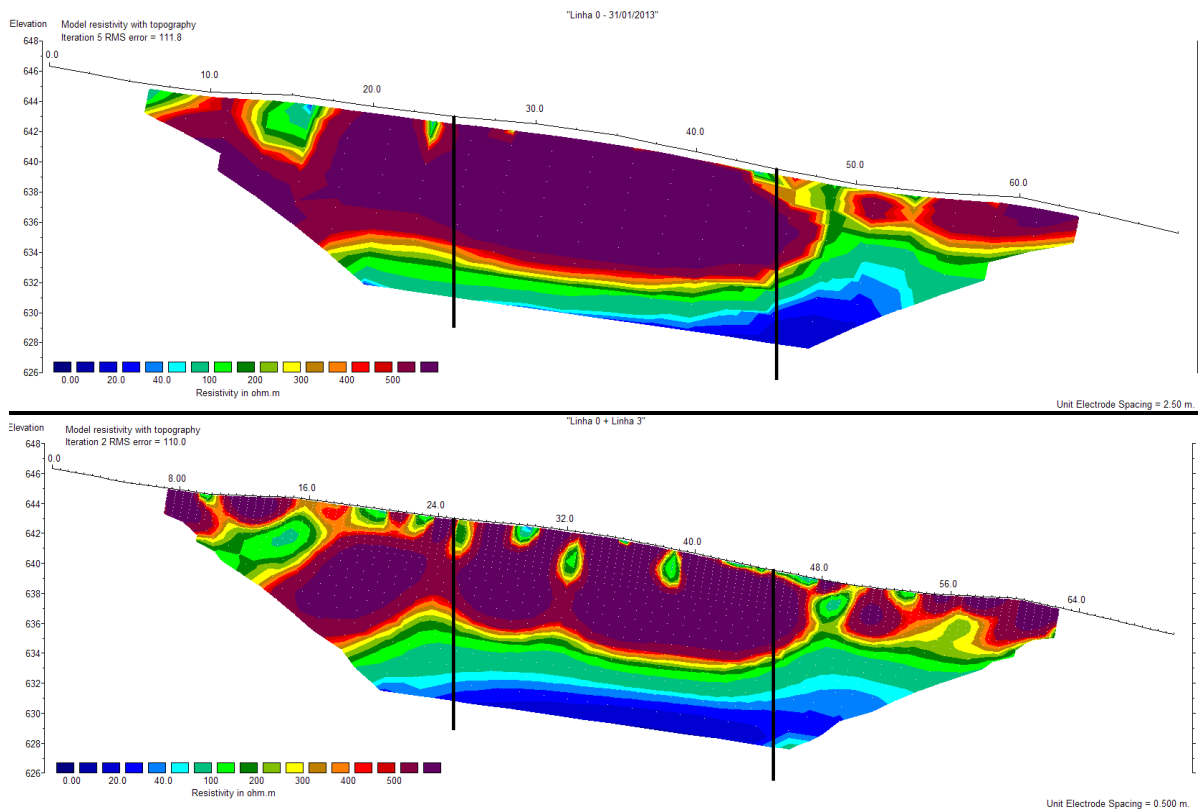 "Linha 0 - 31/01/2013"
Elevation
Model resistivity with topography
Iteration 5 RMS error = 111.8
648
646
644
642
640
638
636
634
632
630
628
626
0.0
10.0
20.0
30.0
40.0
50.0
60.0
0.00 20.0 40.0 100 200 300 400 500
Resistivity in ohm.m
Unit Electrode Spacing = 2.50 m.
"Linha 0 + Linha 3"
Elevation
Model resistivity with topography
Iteration 2 RMS error = 110.0
648
646
644
642
640
638
636
634
632
630
628
626
0.0
8.00
16.0
24.0
32.0
40.0
48.0
56.0
64.0
0.00 20.0 40.0 100 200 300 400 500
Resistivity in ohm.m
Unit Electrode Spacing = 0.500 m.